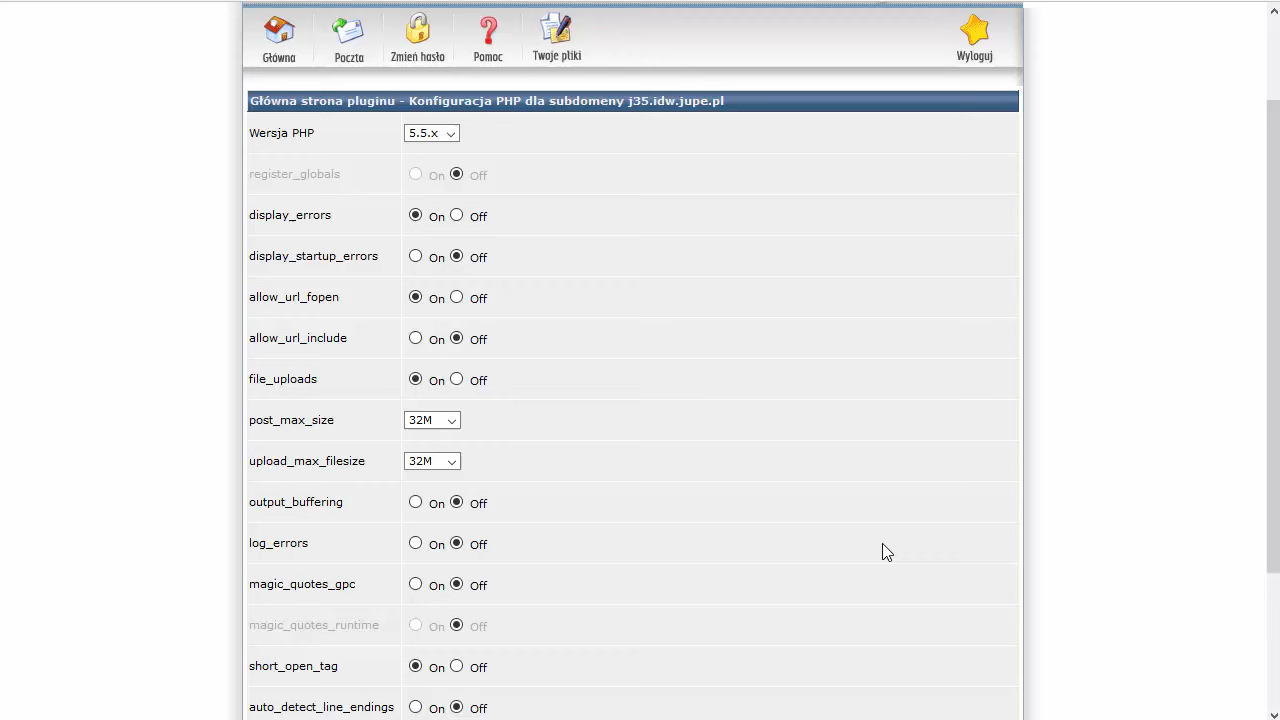 Główna Poczta Zmień hasło Pomoc Twoje pliki Wyloguj
Główna strona pluginu - Konfiguracja PHP dla subdomeny j35.idw.jupe.pl
Wersja PHP 5.5.x
register_globals On Off
display_errors On Off
display_startup_errors On Off
allow_url_fopen On Off
allow_url_include On Off
file_uploads On Off
post_max_size 32M
upload_max_filesize 32M
output_buffering On Off
log_errors On Off
magic_quotes_gpc On Off
magic_quotes_runtime On Off
short_open_tag On Off
auto_detect_line_endings On Off